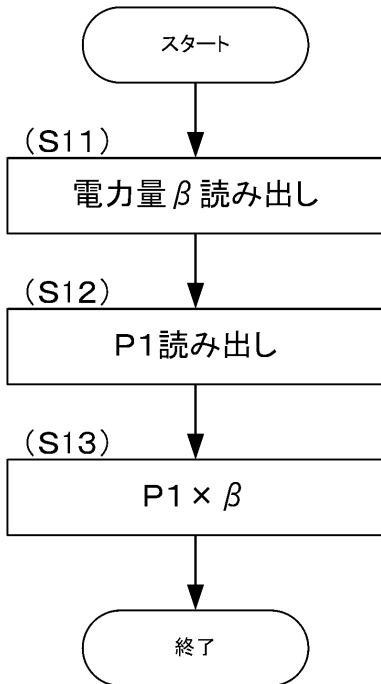 スタート
(S11)
電力量β読み出し
(S12)
P1読み出し
(S13)
P1×β
終了